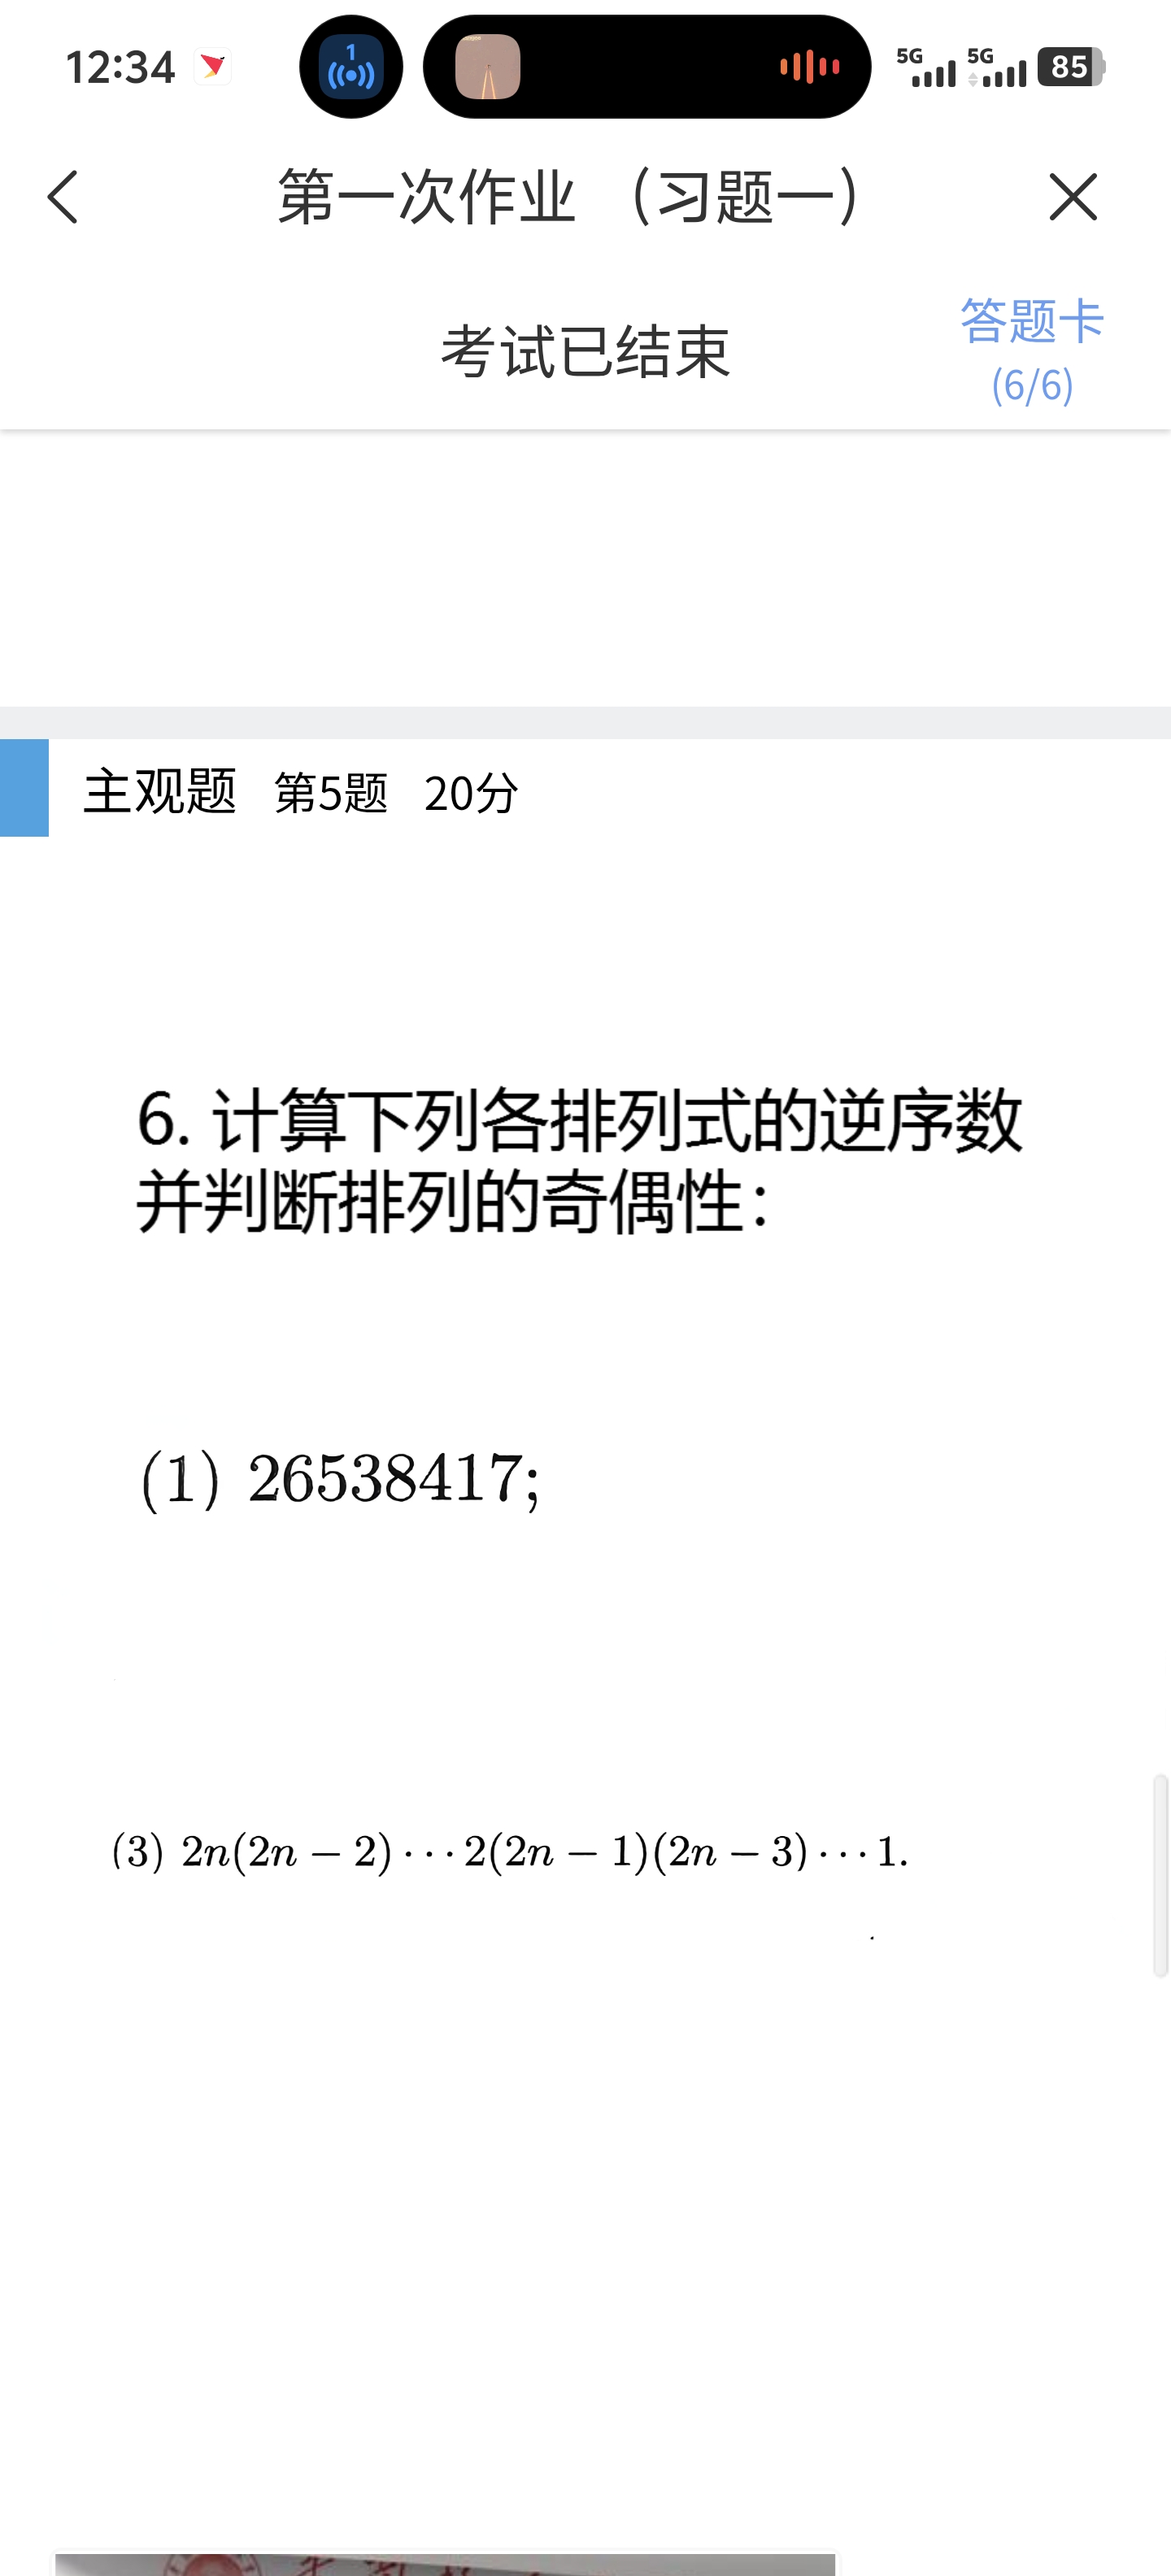 12:34
1
5G 5G 85
第一次作业 （习题一）
考试已结束
答题卡
(6/6)
主观题 第5题 20分
6. 计算下列各排列式的逆序数
并判断排列的奇偶性：
(1) 26538417;
(3) 2n(2n − 2) ⋯ 2(2n − 1)(2n − 3) ⋯ 1.